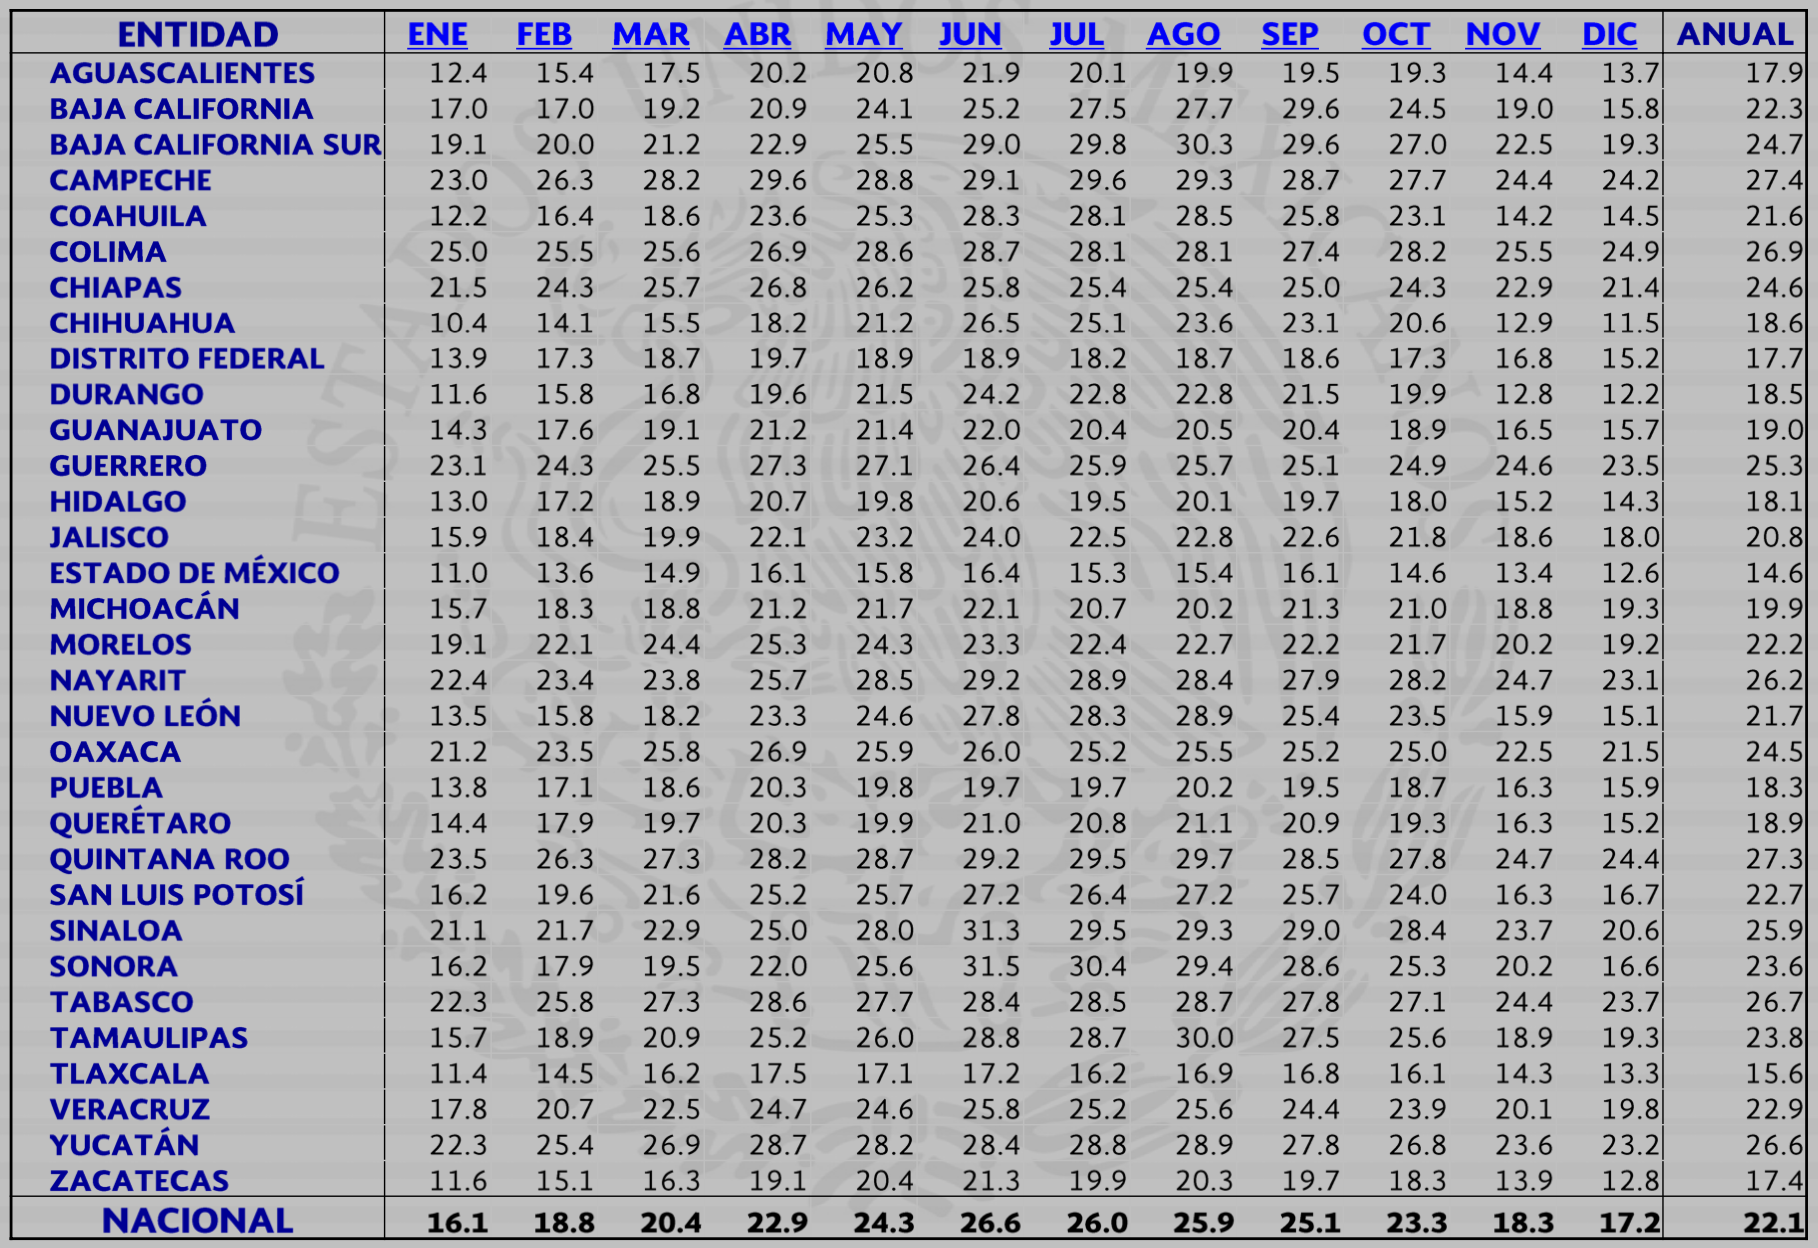 ENTIDAD ENE FEB MAR ABR MAY JUN JUL AGO SEP OCT NOV DIC ANUAL
AGUASCALIENTES 12.4 15.4 17.5 20.2 20.8 21.9 20.1 19.9 19.5 19.3 14.4 13.7 17.9
BAJA CALIFORNIA 17.0 17.0 19.2 20.9 24.1 25.2 27.5 27.7 29.6 24.5 19.0 15.8 22.3
BAJA CALIFORNIA SUR 19.1 20.0 21.2 22.9 25.5 29.0 29.8 30.3 29.6 27.0 22.5 19.3 24.7
CAMPECHE 23.0 26.3 28.2 29.6 28.8 29.1 29.6 29.3 28.7 27.7 24.4 24.2 27.4
COAHUILA 12.2 16.4 18.6 23.6 25.3 28.3 28.1 28.5 25.8 23.1 14.2 14.5 21.6
COLIMA 25.0 25.5 25.6 26.9 28.6 28.7 28.1 28.1 27.4 28.2 25.5 24.9 26.9
CHIAPAS 21.5 24.3 25.7 26.8 26.2 25.8 25.4 25.4 25.0 24.3 22.9 21.4 24.6
CHIHUAHUA 10.4 14.1 15.5 18.2 21.2 26.5 25.1 23.6 23.1 20.6 12.9 11.5 18.6
DISTRITO FEDERAL 13.9 17.3 18.7 19.7 18.9 18.9 18.2 18.7 18.6 17.3 16.8 15.2 17.7
DURANGO 11.6 15.8 16.8 19.6 21.5 24.2 22.8 22.8 21.5 19.9 12.8 12.2 18.5
GUANAJUATO 14.3 17.6 19.1 21.2 21.4 22.0 20.4 20.5 20.4 18.9 16.5 15.7 19.0
GUERRERO 23.1 24.3 25.5 27.3 27.1 26.4 25.9 25.7 25.1 24.9 24.6 23.5 25.3
HIDALGO 13.0 17.2 18.9 20.7 19.8 20.6 19.5 20.1 19.7 18.0 15.2 14.3 18.1
JALISCO 15.9 18.4 19.9 22.1 23.2 24.0 22.5 22.8 22.6 21.8 18.6 18.0 20.8
ESTADO DE MÉXICO 11.0 13.6 14.9 16.1 15.8 16.4 15.3 15.4 16.1 14.6 13.4 12.6 14.6
MICHOACÁN 15.7 18.3 18.8 21.2 21.7 22.1 20.7 20.2 21.3 21.0 18.8 19.3 19.9
MORELOS 19.1 22.1 24.4 25.3 24.3 23.3 22.4 22.7 22.2 21.7 20.2 19.2 22.2
NAYARIT 22.4 23.4 23.8 25.7 28.5 29.2 28.9 28.4 27.9 28.2 24.7 23.1 26.2
NUEVO LEÓN 13.5 15.8 18.2 23.3 24.6 27.8 28.3 28.9 25.4 23.5 15.9 15.1 21.7
OAXACA 21.2 23.5 25.8 26.9 25.9 26.0 25.2 25.5 25.2 25.0 22.5 21.5 24.5
PUEBLA 13.8 17.1 18.6 20.3 19.8 19.7 19.7 20.2 19.5 18.7 16.3 15.9 18.3
QUERÉTARO 14.4 17.9 19.7 20.3 19.9 21.0 20.8 21.1 20.9 19.3 16.3 15.2 18.9
QUINTANA ROO 23.5 26.3 27.3 28.2 28.7 29.2 29.5 29.7 28.5 27.8 24.7 24.4 27.3
SAN LUIS POTOSÍ 16.2 19.6 21.6 25.2 25.7 27.2 26.4 27.2 25.7 24.0 16.3 16.7 22.7
SINALOA 21.1 21.7 22.9 25.0 28.0 31.3 29.5 29.3 29.0 28.4 23.7 20.6 25.9
SONORA 16.2 17.9 19.5 22.0 25.6 31.5 30.4 29.4 28.6 25.3 20.2 16.6 23.6
TABASCO 22.3 25.8 27.3 28.6 27.7 28.4 28.5 28.7 27.8 27.1 24.4 23.7 26.7
TAMAULIPAS 15.7 18.9 20.9 25.2 26.0 28.8 28.7 30.0 27.5 25.6 18.9 19.3 23.8
TLAXCALA 11.4 14.5 16.2 17.5 17.1 17.2 16.2 16.9 16.8 16.1 14.3 13.3 15.6
VERACRUZ 17.8 20.7 22.5 24.7 24.6 25.8 25.2 25.6 24.4 23.9 20.1 19.8 22.9
YUCATÁN 22.3 25.4 26.9 28.7 28.2 28.4 28.8 28.9 27.8 26.8 23.6 23.2 26.6
ZACATECAS 11.6 15.1 16.3 19.1 20.4 21.3 19.9 20.3 19.7 18.3 13.9 12.8 17.4
NACIONAL 16.1 18.8 20.4 22.9 24.3 26.6 26.0 25.9 25.1 23.3 18.3 17.2 22.1
ESTADOS UNIDOS MEXICANOS